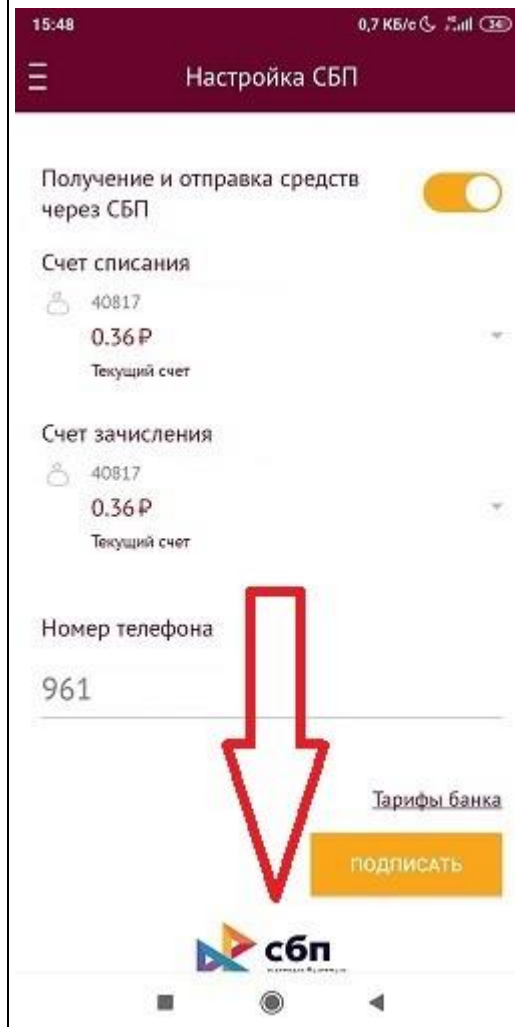 15:48 0,7 КБ/с 34
Настройка СБП
Получение и отправка средств
через СБП
Счет списания
40817
0.36 ₽
Текущий счет
Счет зачисления
40817
0.36 ₽
Текущий счет
Номер телефона
961
Тарифы банка
ПОДПИСАТЬ
сбп